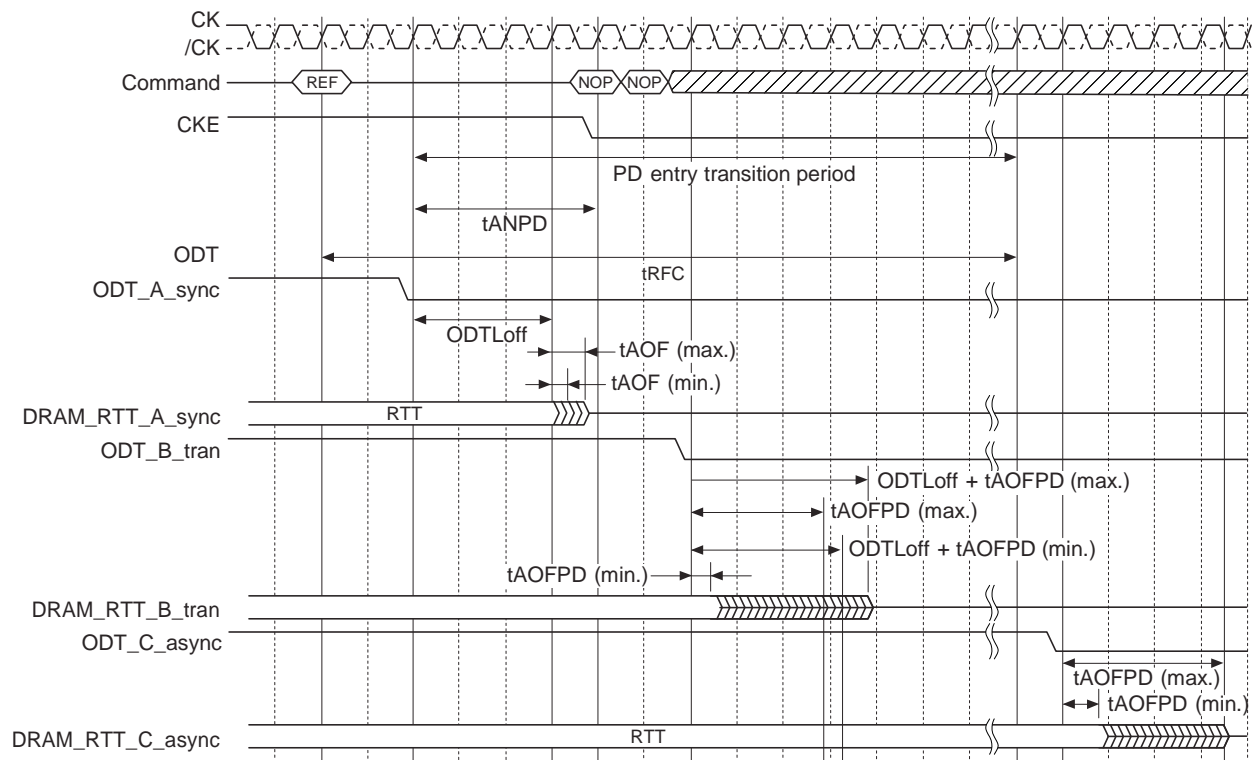 CK
/CK
Command
REF
NOP
NOP
CKE
PD entry transition period
tANPD
ODT
tRFC
ODT_A_sync
ODTLoff
tAOF (max.)
tAOF (min.)
DRAM_RTT_A_sync
RTT
ODT_B_tran
ODTLoff + tAOFPD (max.)
tAOFPD (max.)
ODTLoff + tAOFPD (min.)
tAOFPD (min.)
DRAM_RTT_B_tran
ODT_C_async
tAOFPD (max.)
tAOFPD (min.)
DRAM_RTT_C_async
RTT